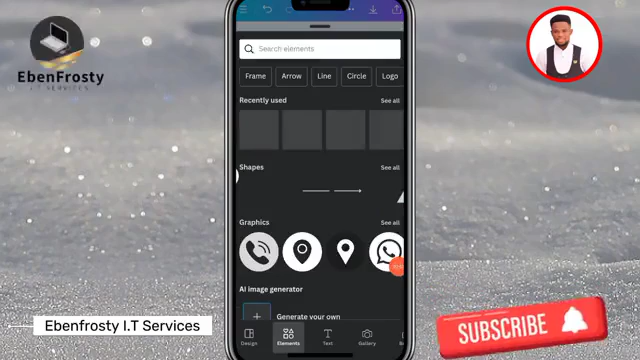 EbenFrosty
I.T SERVICES
Search elements
Frame
Arrow
Line
Circle
Logo
Recently used
See all
Shapes
See all
Graphics
See all
AI image generator
Generate your own
Design
Elements
Text
Gallery
Ebenfrosty I.T Services
SUBSCRIBE